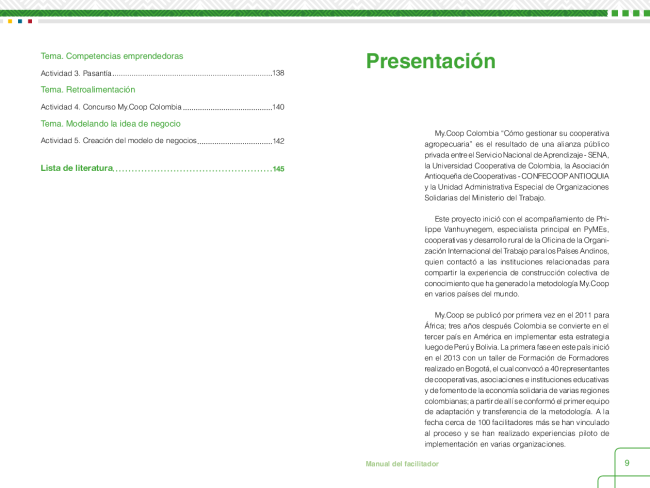 Tema. Competencias emprendedoras
Actividad 3. Pasantía...138
Tema. Retroalimentación
Actividad 4. Concurso My.Coop Colombia...140
Tema. Modelando la idea de negocio
Actividad 5. Creación del modelo de negocios...142
Lista de literatura...145
Presentación
My.Coop Colombia “Cómo gestionar su cooperativa
agropecuaria” es el resultado de una alianza público
privada entre el Servicio Nacional de Aprendizaje - SENA,
la Universidad Cooperativa de Colombia, la Asociación
Antioqueña de Cooperativas - CONFECOOP ANTIOQUIA
y la Unidad Administrativa Especial de Organizaciones
Solidarias del Ministerio del Trabajo.
Este proyecto inició con el acompañamiento de Phi-
lippe Vanhuynegem, especialista principal en PyMEs,
cooperativas y desarrollo rural de la Oficina de la Organi-
zación Internacional del Trabajo para los Países Andinos,
quien contactó a las instituciones relacionadas para
compartir la experiencia de construcción colectiva de
conocimiento que ha generado la metodología My.Coop
en varios países del mundo.
My.Coop se publicó por primera vez en el 2011 para
África; tres años después Colombia se convierte en el
tercer país en América en implementar esta estrategia
luego de Perú y Bolivia. La primera fase en este país inició
en el 2013 con un taller de Formación de Formadores
realizado en Bogotá, el cual convocó a 40 representantes
de cooperativas, asociaciones e instituciones educativas
y de fomento de la economía solidaria de varias regiones
colombianas; a partir de allí se conformó el primer equipo
de adaptación y transferencia de la metodología. A la
fecha cerca de 100 facilitadores más se han vinculado
al proceso y se han realizado experiencias piloto de
implementación en varias organizaciones.
Manual del facilitador
9